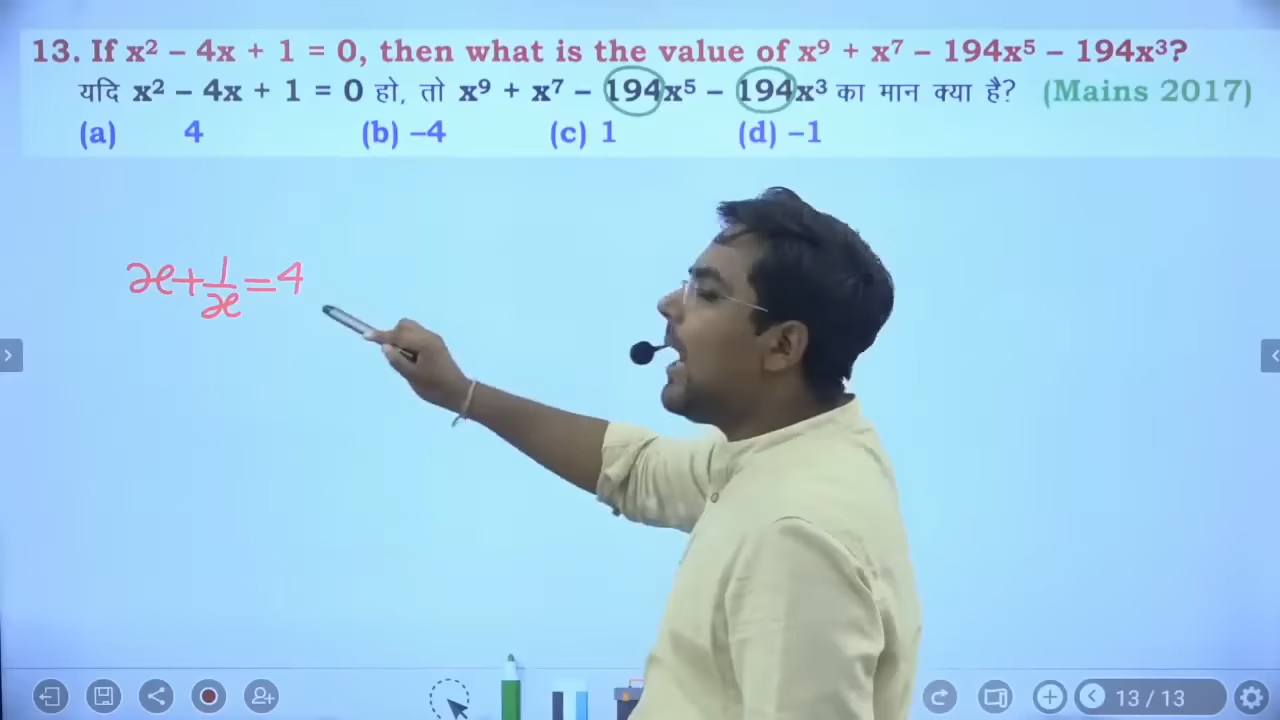 13. If x² – 4x + 1 = 0, then what is the value of x⁹ + x⁷ – 194x⁵ – 194x³?
यदि x² – 4x + 1 = 0 हो, तो x⁹ + x⁷ – 194x⁵ – 194x³ का मान क्या है? (Mains 2017)
(a) 4 (b) –4 (c) 1 (d) –1
x+1/x=4
13 / 13